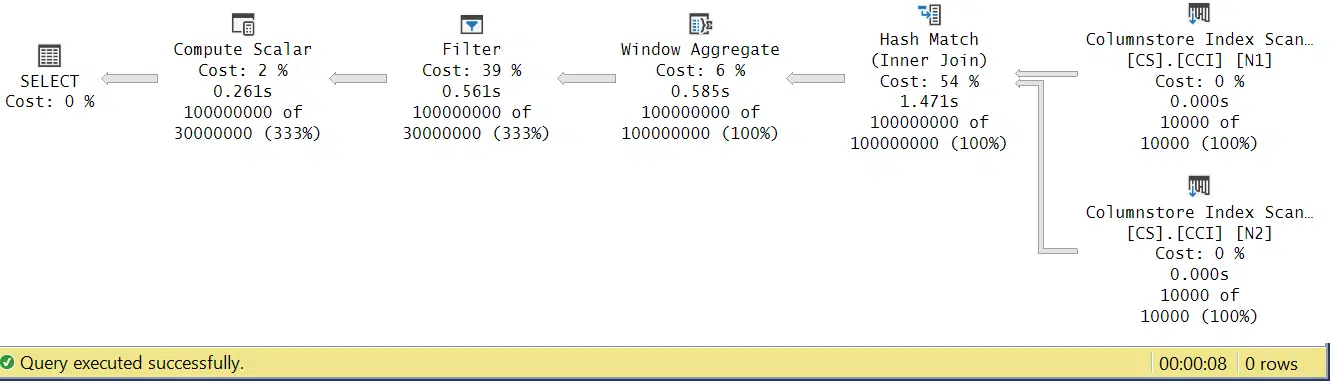 SELECT
Cost: 0 %
Compute Scalar
Cost: 2 %
0.261s
100000000 of
30000000 (333%)
Filter
Cost: 39 %
0.561s
100000000 of
30000000 (333%)
Window Aggregate
Cost: 6 %
0.585s
100000000 of
100000000 (100%)
Hash Match
(Inner Join)
Cost: 54 %
1.471s
100000000 of
100000000 (100%)
Columnstore Index Scan…
[CS].[CCI] [N1]
Cost: 0 %
0.000s
10000 of
10000 (100%)
Columnstore Index Scan…
[CS].[CCI] [N2]
Cost: 0 %
0.000s
10000 of
10000 (100%)
Query executed successfully.
00:00:08
0 rows